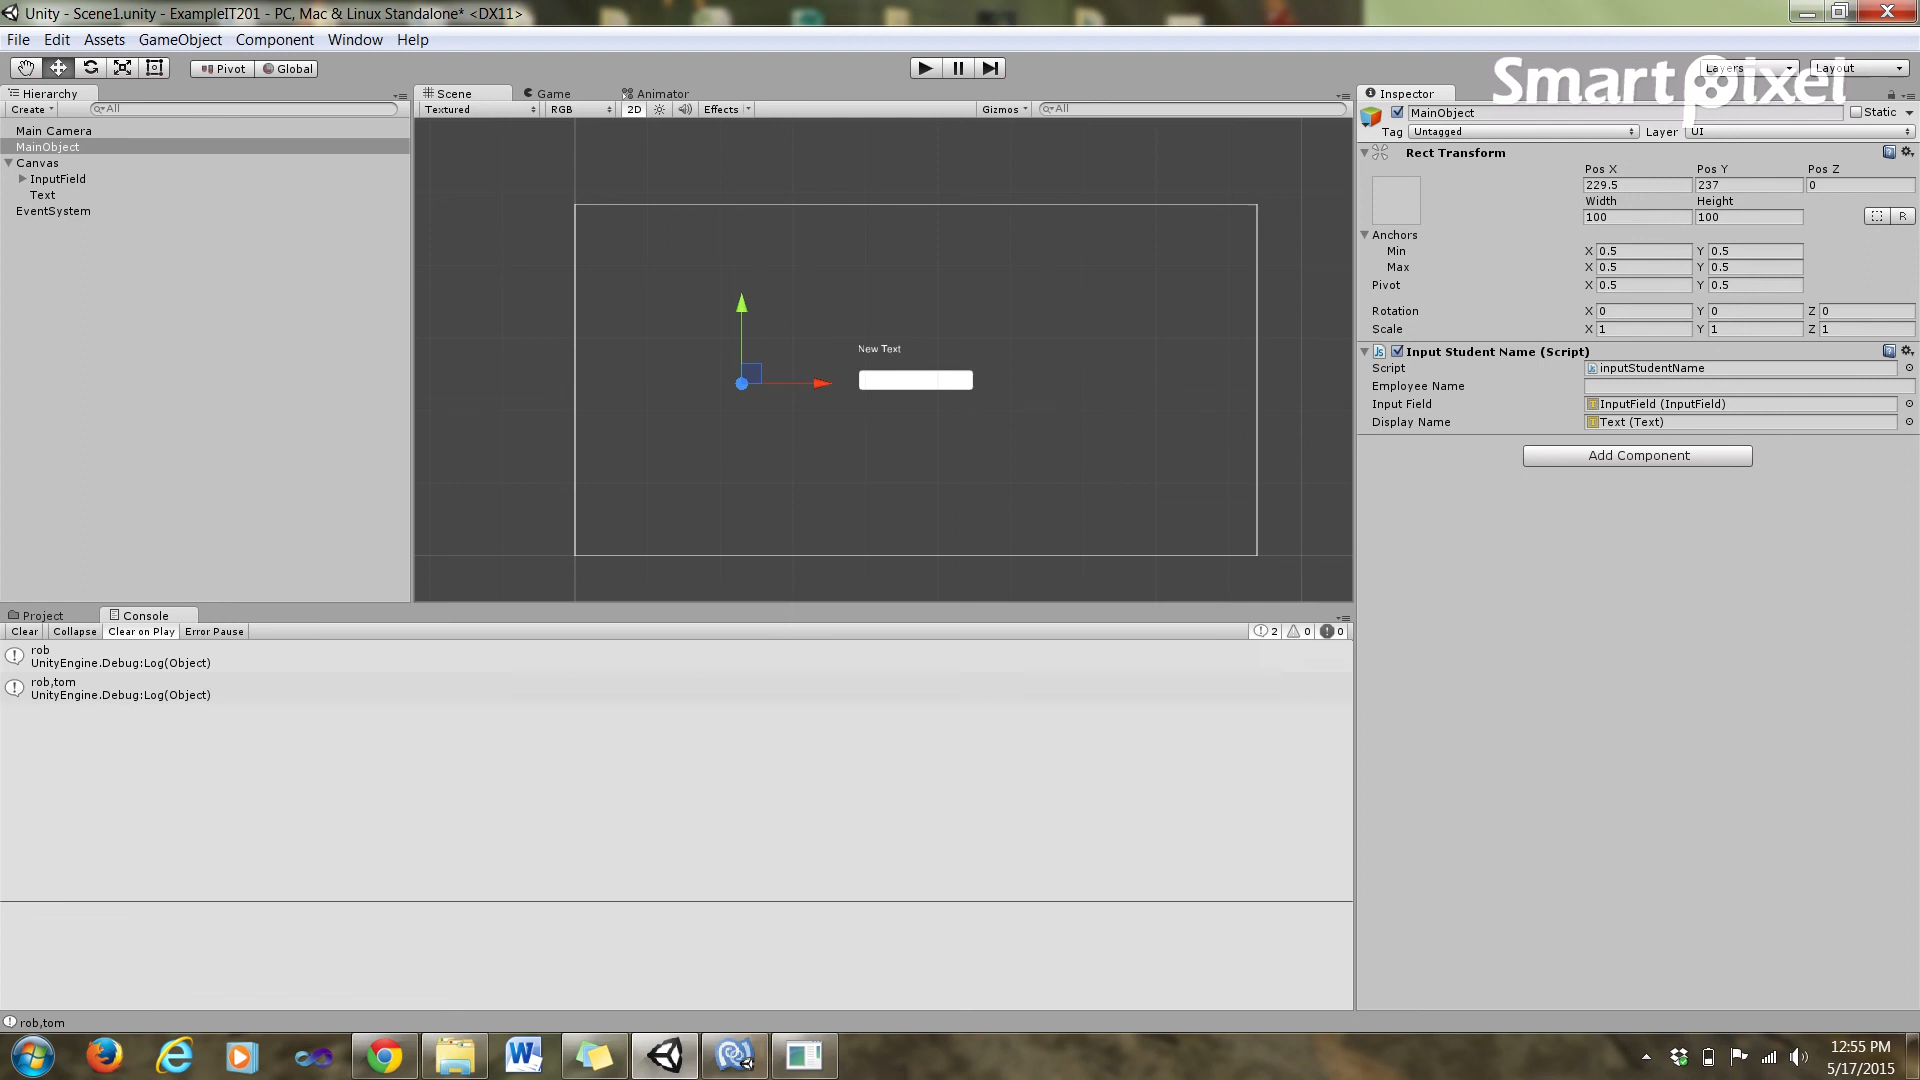 Unity - Scene1.unity - ExampleIT201 - PC, Mac & Linux Standalone* <DX11>
File Edit Assets GameObject Component Window Help
Pivot Global
Layers Layout
Smart pixel
Hierarchy
Create All
Main Camera
MainObject
Canvas
InputField
Text
EventSystem
Scene Game Animator
Textured RGB 2D Effects Gizmos All
New Text
Inspector
MainObject Static
Tag Untagged Layer UI
Rect Transform
Pos X Pos Y Pos Z
229.5 237 0
Width Height
100 100 R
Anchors
Min X 0.5 Y 0.5
Max X 0.5 Y 0.5
Pivot X 0.5 Y 0.5
Rotation X 0 Y 0 Z 0
Scale X 1 Y 1 Z 1
Input Student Name (Script)
Script inputStudentName
Employee Name
Input Field InputField (InputField)
Display Name Text (Text)
Add Component
Project Console
Clear Collapse Clear on Play Error Pause 2 0 0
rob
UnityEngine.Debug:Log(Object)
rob,tom
UnityEngine.Debug:Log(Object)
rob,tom
12:55 PM
5/17/2015